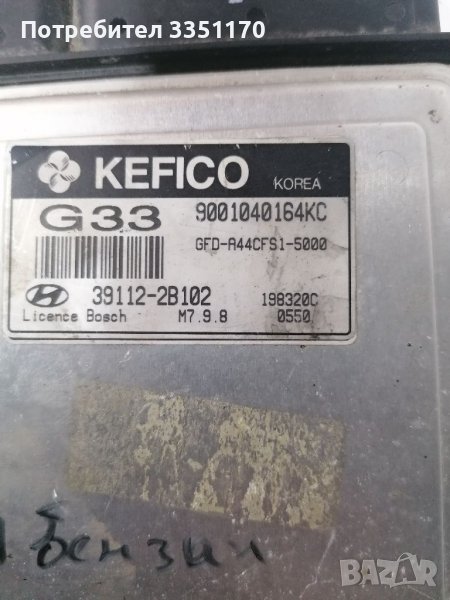 Потребител 3351170
KEFICO KOREA
G33 9001040164KC
GFD-A44CFS1-5000
39112-2B102 198320C
Licence Bosch M7.9.8 0550
бензин
BAZAR